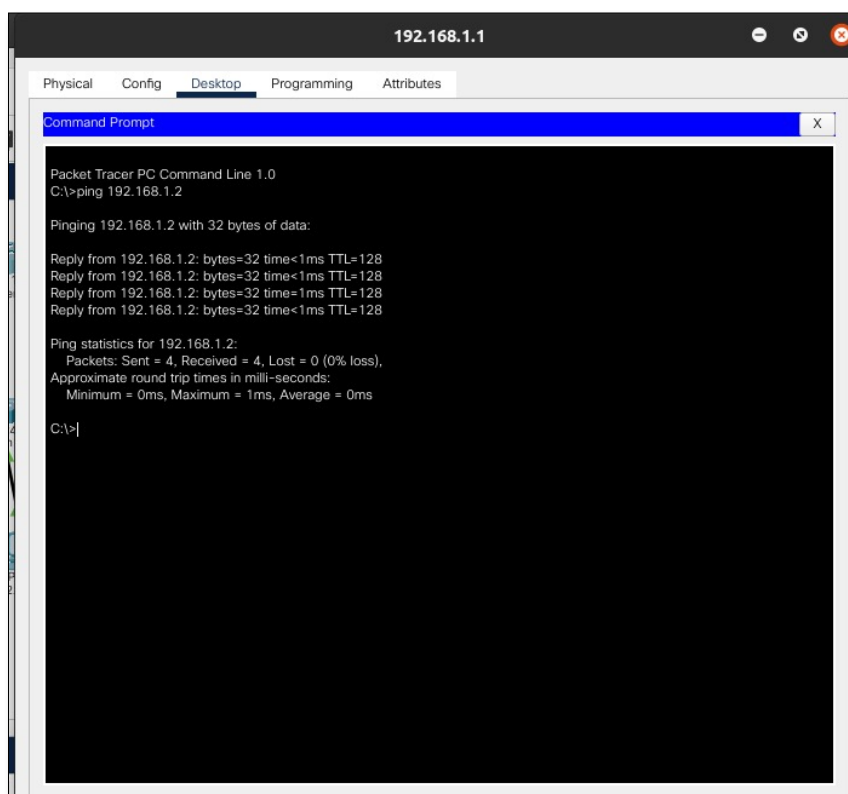 192.168.1.1
Physical Config Desktop Programming Attributes
Command Prompt X
Packet Tracer PC Command Line 1.0
C:\>ping 192.168.1.2
Pinging 192.168.1.2 with 32 bytes of data:
Reply from 192.168.1.2: bytes=32 time<1ms TTL=128
Reply from 192.168.1.2: bytes=32 time<1ms TTL=128
Reply from 192.168.1.2: bytes=32 time=1ms TTL=128
Reply from 192.168.1.2: bytes=32 time<1ms TTL=128
Ping statistics for 192.168.1.2:
Packets: Sent = 4, Received = 4, Lost = 0 (0% loss),
Approximate round trip times in milli-seconds:
Minimum = 0ms, Maximum = 1ms, Average = 0ms
C:\>